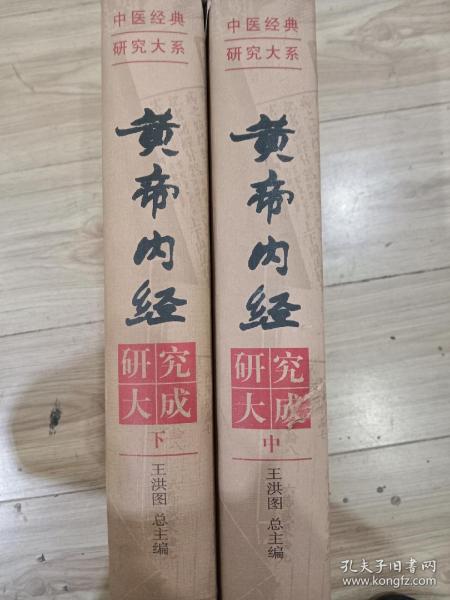 中医经典
研究大系
黄帝内经
研究
大成
下
王洪图 总主编
中医经典
研究大系
黄帝内经
研究
大成
中
王洪图 总主编
孔夫子旧书网
www.kongfz.com